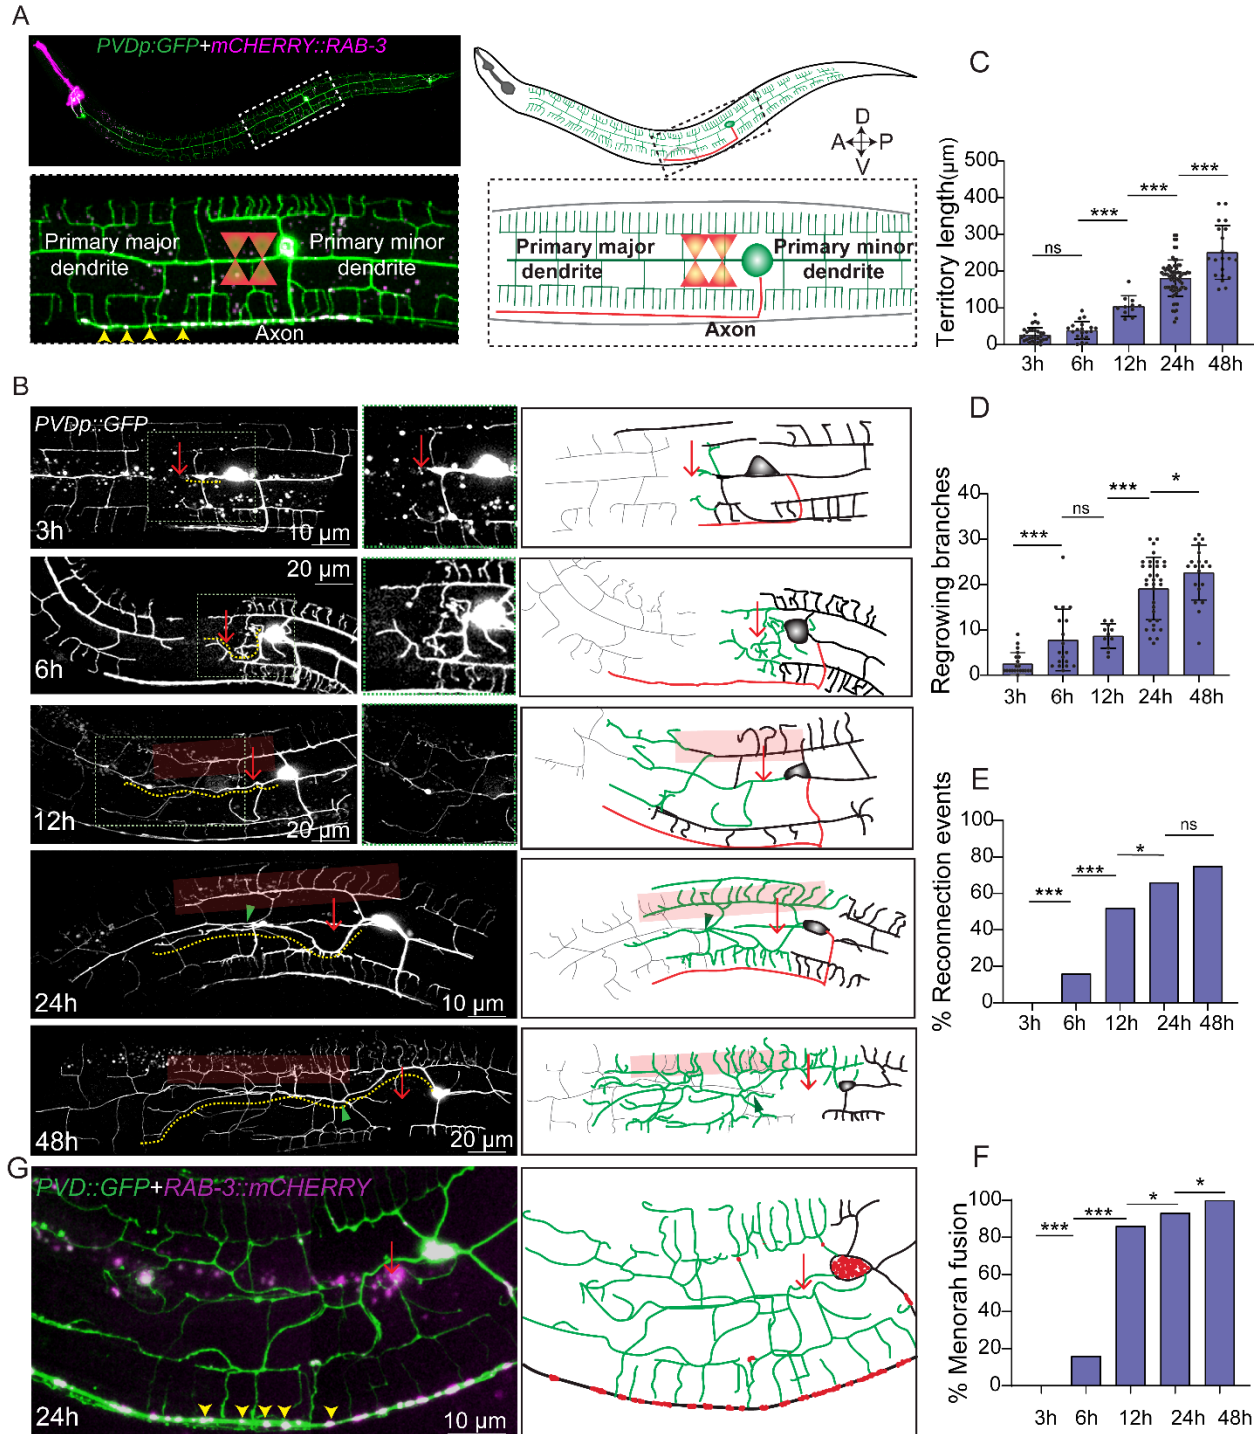 A
PVDp:GFP+mCHERRY::RAB-3
D
A P
V
Primary major dendrite
Primary minor dendrite
Axon
Primary major dendrite
Primary minor dendrite
Axon
B
PVDp::GFP
3h
10 µm
20 µm
6h
12h
20 µm
24h
10 µm
48h
20 µm
C
Territory length(µm)
500
400
300
200
100
0
ns
***
***
***
3h 6h 12h 24h 48h
D
Regrowing branches
40
30
20
10
0
***
ns
***
*
3h 6h 12h 24h 48h
E
% Reconnection events
100
80
60
40
20
0
***
***
*
ns
3h 6h 12h 24h 48h
F
% Menorah fusion
100
80
60
40
20
0
***
***
*
*
3h 6h 12h 24h 48h
G
PVD::GFP+RAB-3::mCHERRY
24h
10 µm